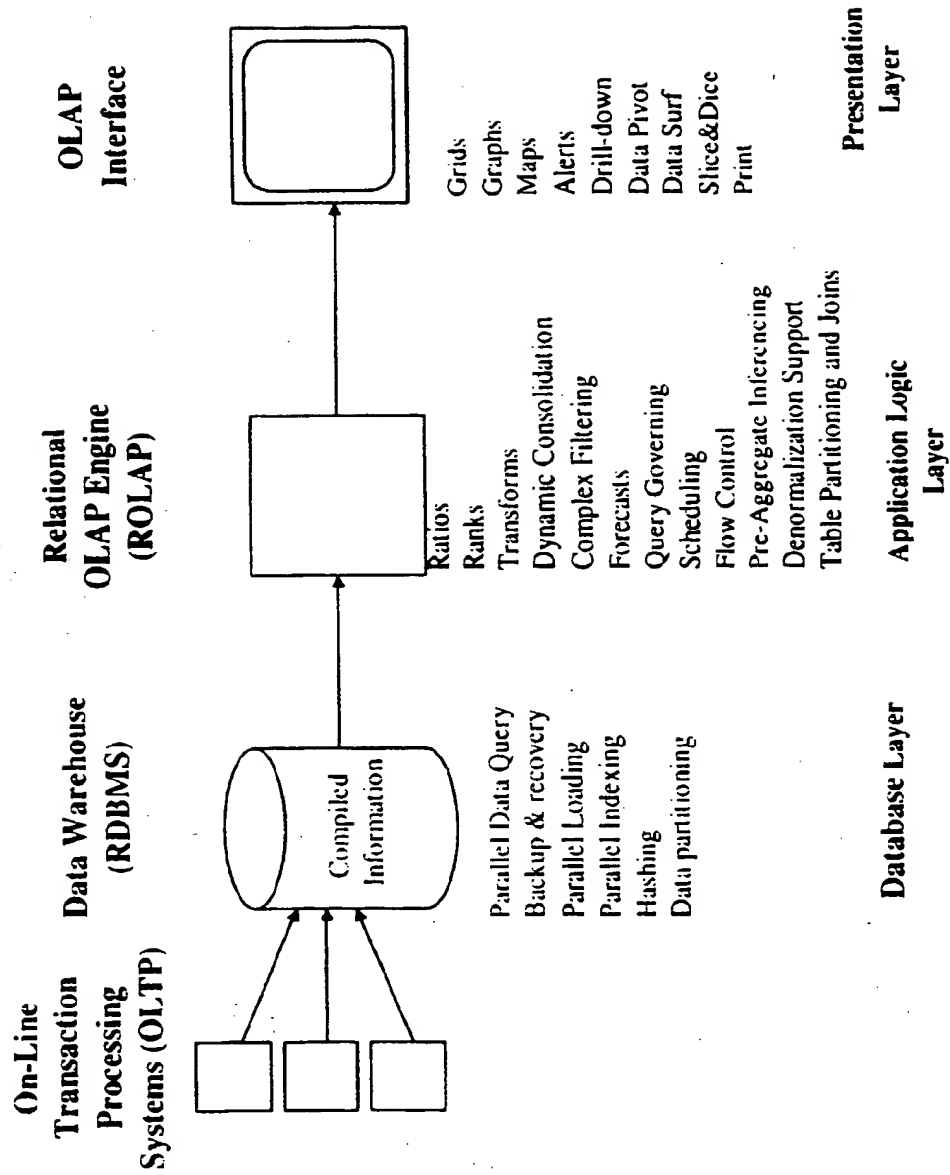 On-Line
Transaction
Processing
Systems (OLTP)
Data Warehouse
(RDBMS)
Compiled
Information
Parallel Data Query
Backup & recovery
Parallel Loading
Parallel Indexing
Hashing
Data partitioning
Database Layer
Relational
OLAP Engine
(ROLAP)
Ratios
Ranks
Transforms
Dynamic Consolidation
Complex Filtering
Forecasts
Query Governing
Scheduling
Flow Control
Pre-Aggregate Inferencing
Denormalization Support
Table Partitioning and Joins
Application Logic
Layer
OLAP
Interface
Grids
Graphs
Maps
Alerts
Drill-down
Data Pivot
Data Surf
Slice&Dice
Print
Presentation
Layer